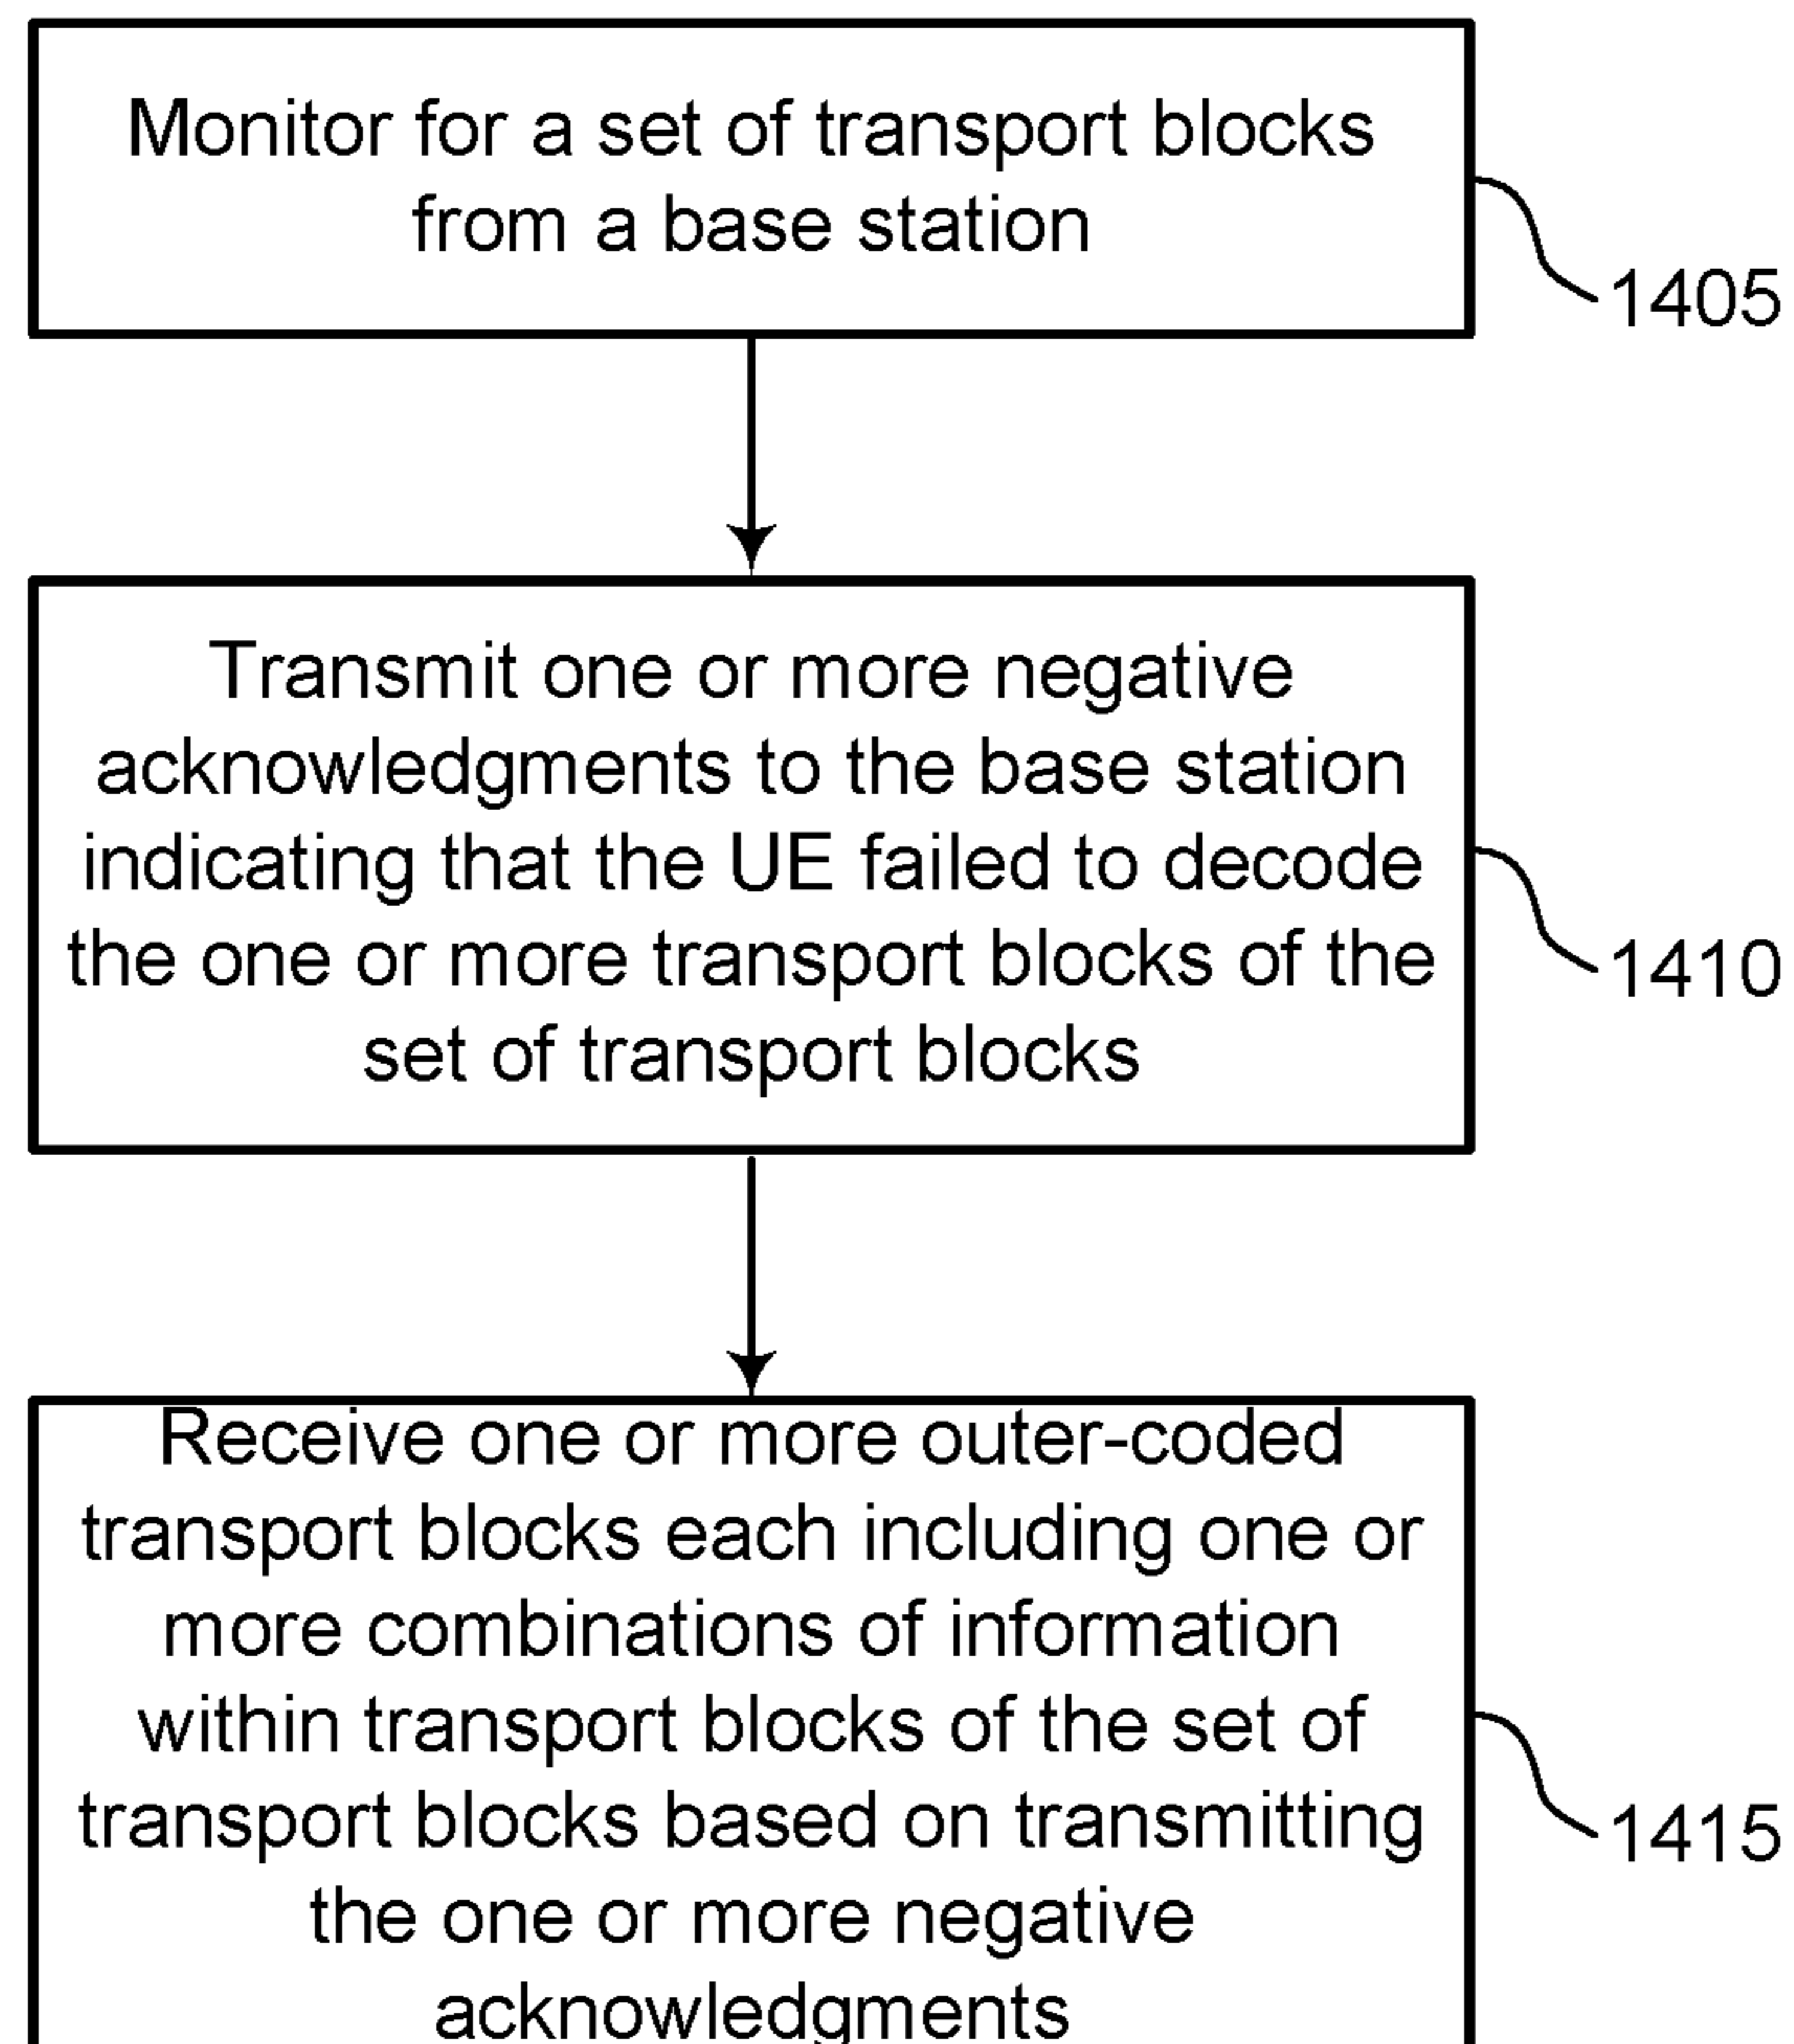 Monitor for a set of transport blocks
from a base station
1405
Transmit one or more negative
acknowledgments to the base station
indicating that the UE failed to decode
the one or more transport blocks of the
set of transport blocks
1410
Receive one or more outer-coded
transport blocks each including one or
more combinations of information
within transport blocks of the set of
transport blocks based on transmitting
the one or more negative
acknowledgments
1415